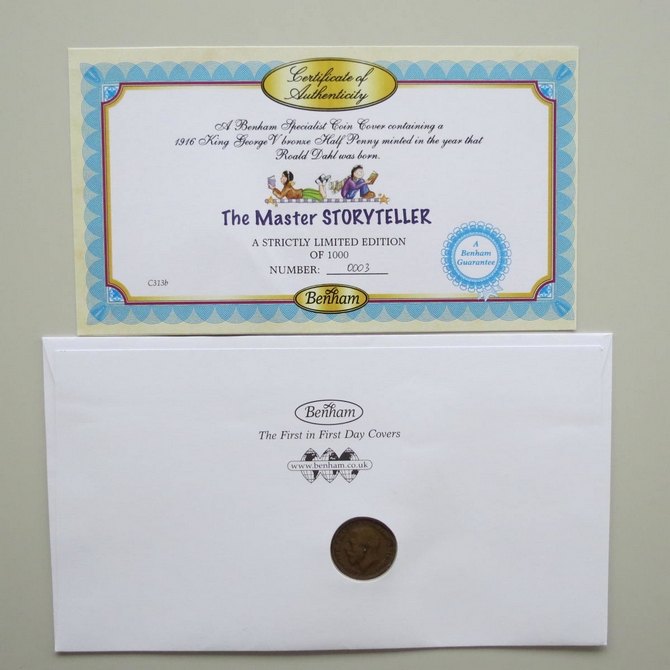 Certificate of
Authenticity
A Benham Specialist Coin Cover containing a
1916 King George V bronze Half Penny minted in the year that
Roald Dahl was born.
The Master STORYTELLER
A STRICTLY LIMITED EDITION
OF 1000
NUMBER: 0003
A
Benham
Guarantee
C313b
Benham
Benham
The First in First Day Covers
www.benham.co.uk